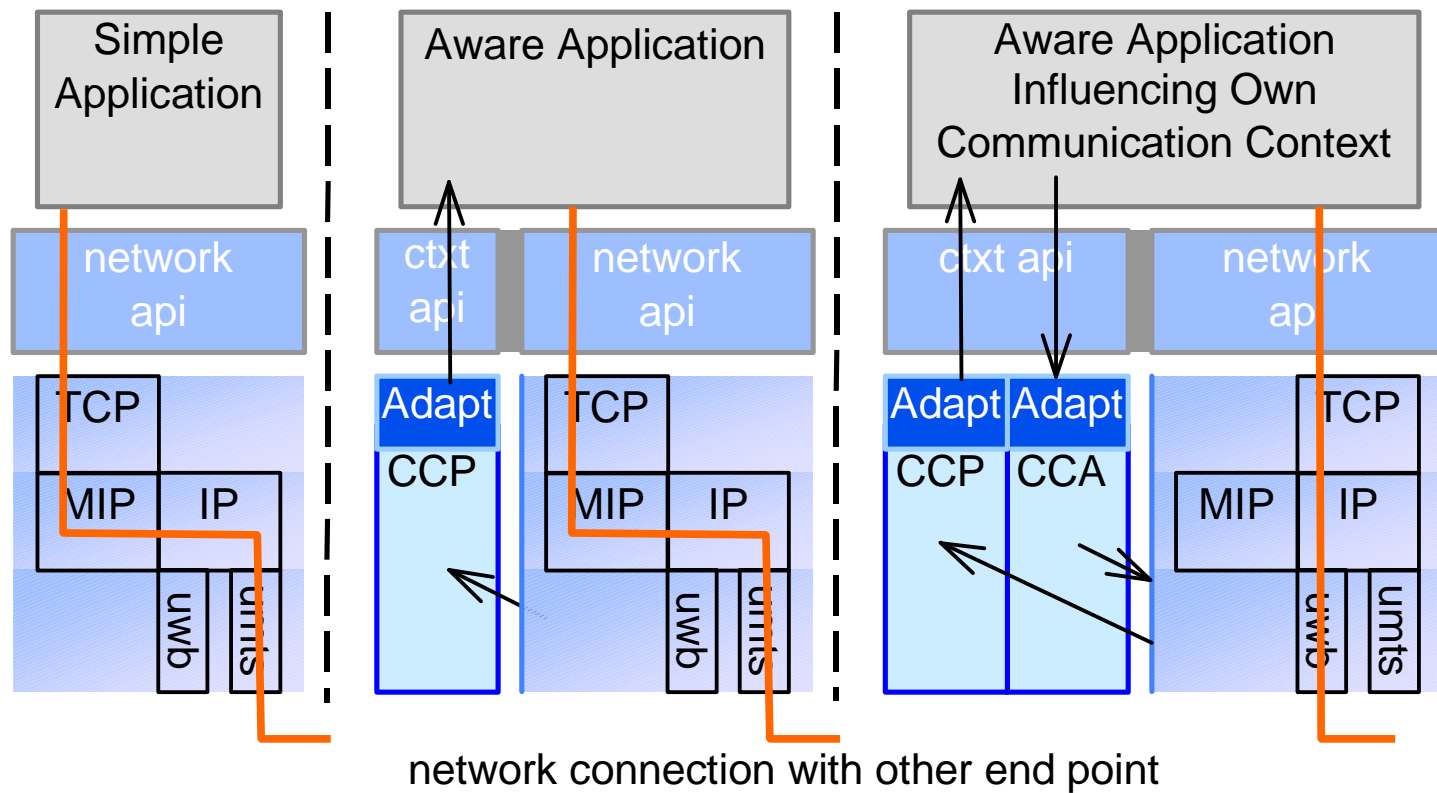 Simple
Application
network
api
TCP
MIP
IP
uwb
umts
Aware Application
ctxt
api
network
api
Adapt
CCP
TCP
MIP
IP
uwb
umts
Aware Application
Influencing Own
Communication Context
ctxt api
network
api
Adapt
Adapt
CCP
CCA
TCP
MIP
IP
uwb
umts
network connection with other end point